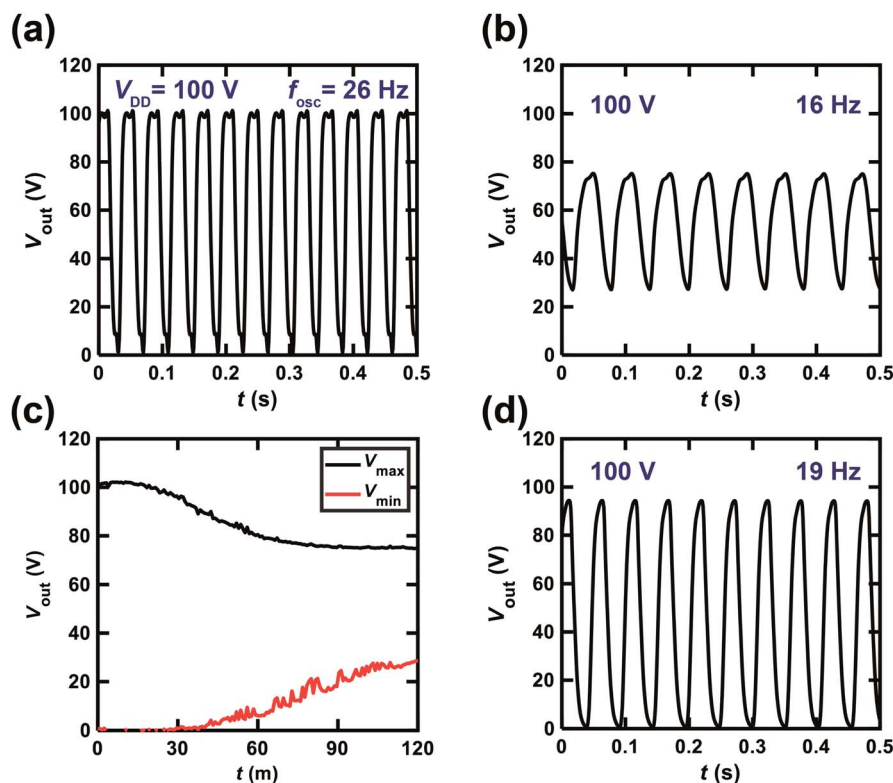 (a)
120
100
80
60
40
20
0
V_out (V)
V_DD = 100 V
f_osc = 26 Hz
0 0.1 0.2 0.3 0.4 0.5
t (s)
(b)
120
100
80
60
40
20
0
V_out (V)
100 V
16 Hz
0 0.1 0.2 0.3 0.4 0.5
t (s)
(c)
120
100
80
60
40
20
0
V_out (V)
V_max
V_min
0 30 60 90 120
t (m)
(d)
120
100
80
60
40
20
0
V_out (V)
100 V
19 Hz
0 0.1 0.2 0.3 0.4 0.5
t (s)